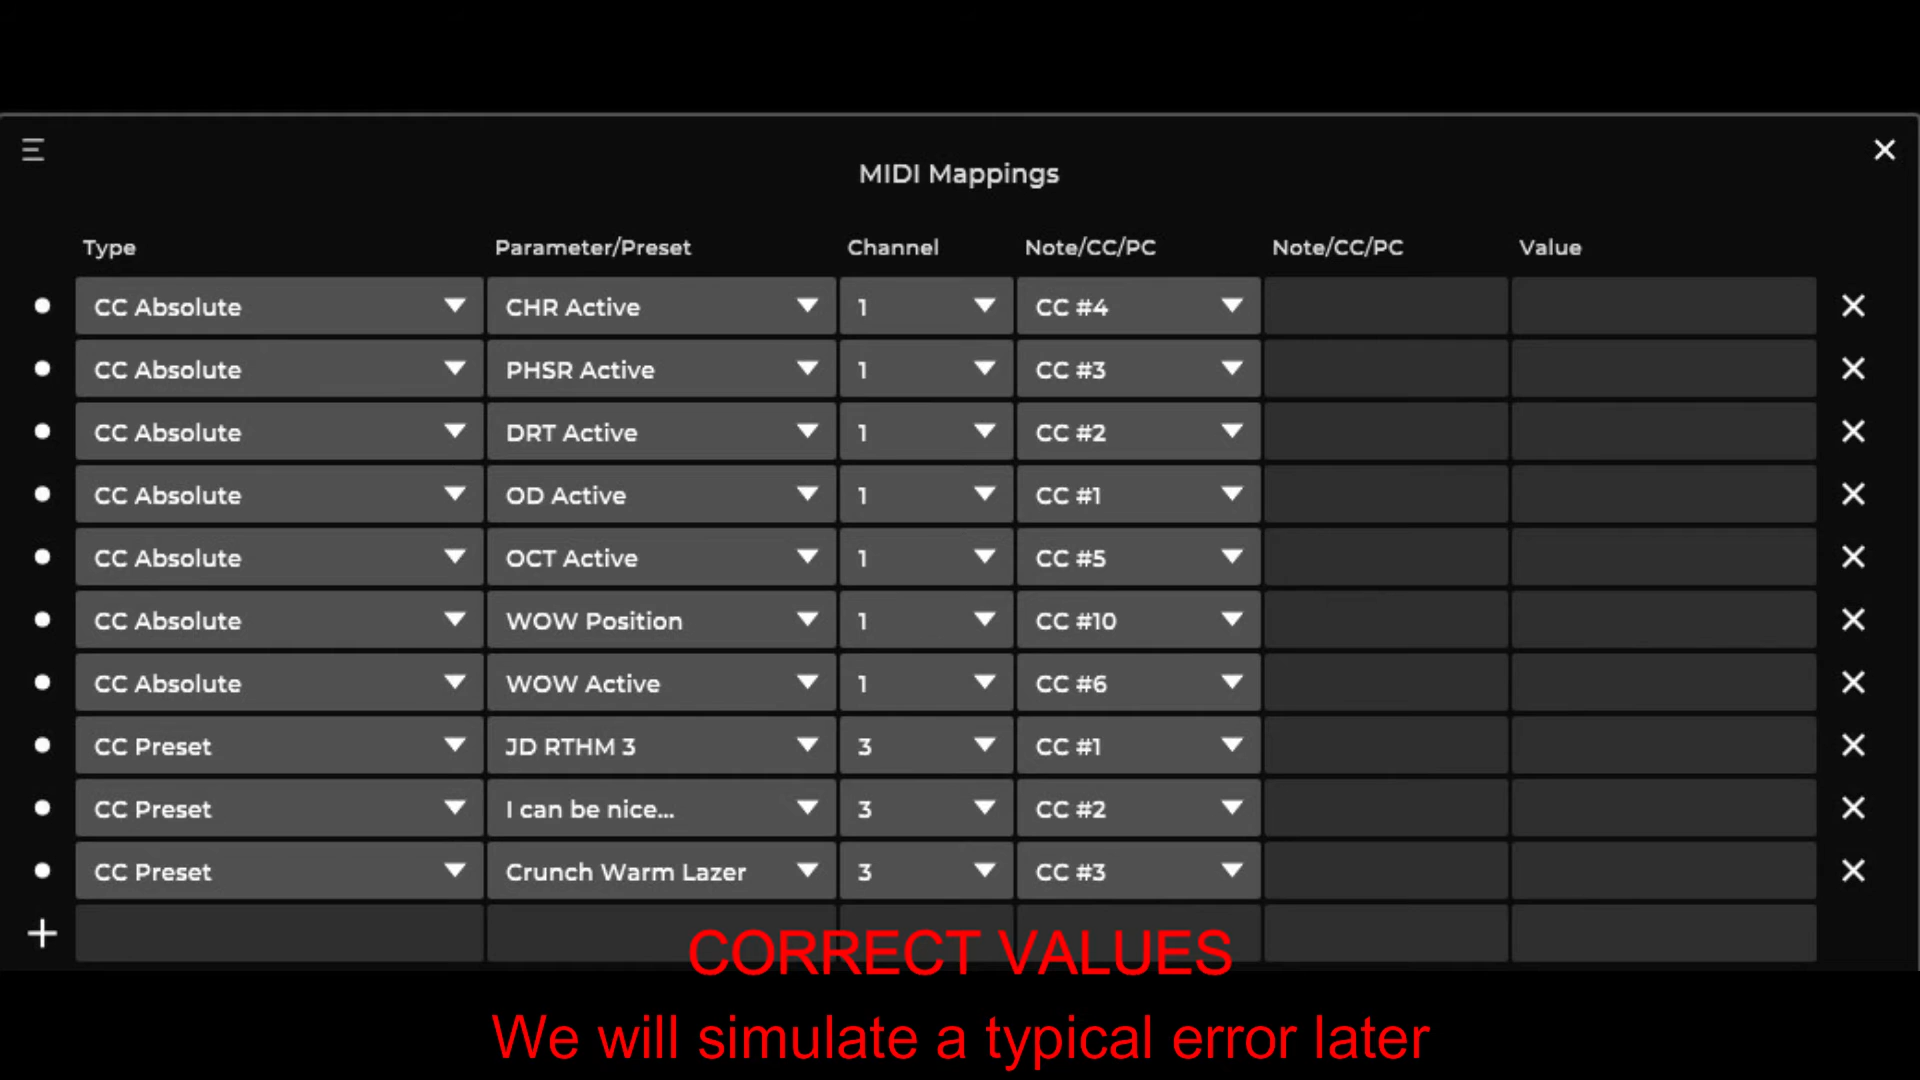 MIDI Mappings
Type Parameter/Preset Channel Note/CC/PC Note/CC/PC Value
CC Absolute CHR Active 1 CC #4
CC Absolute PHSR Active 1 CC #3
CC Absolute DRT Active 1 CC #2
CC Absolute OD Active 1 CC #1
CC Absolute OCT Active 1 CC #5
CC Absolute WOW Position 1 CC #10
CC Absolute WOW Active 1 CC #6
CC Preset JD RTHM 3 3 CC #1
CC Preset I can be nice... 3 CC #2
CC Preset Crunch Warm Lazer 3 CC #3
CORRECT VALUES
We will simulate a typical error later